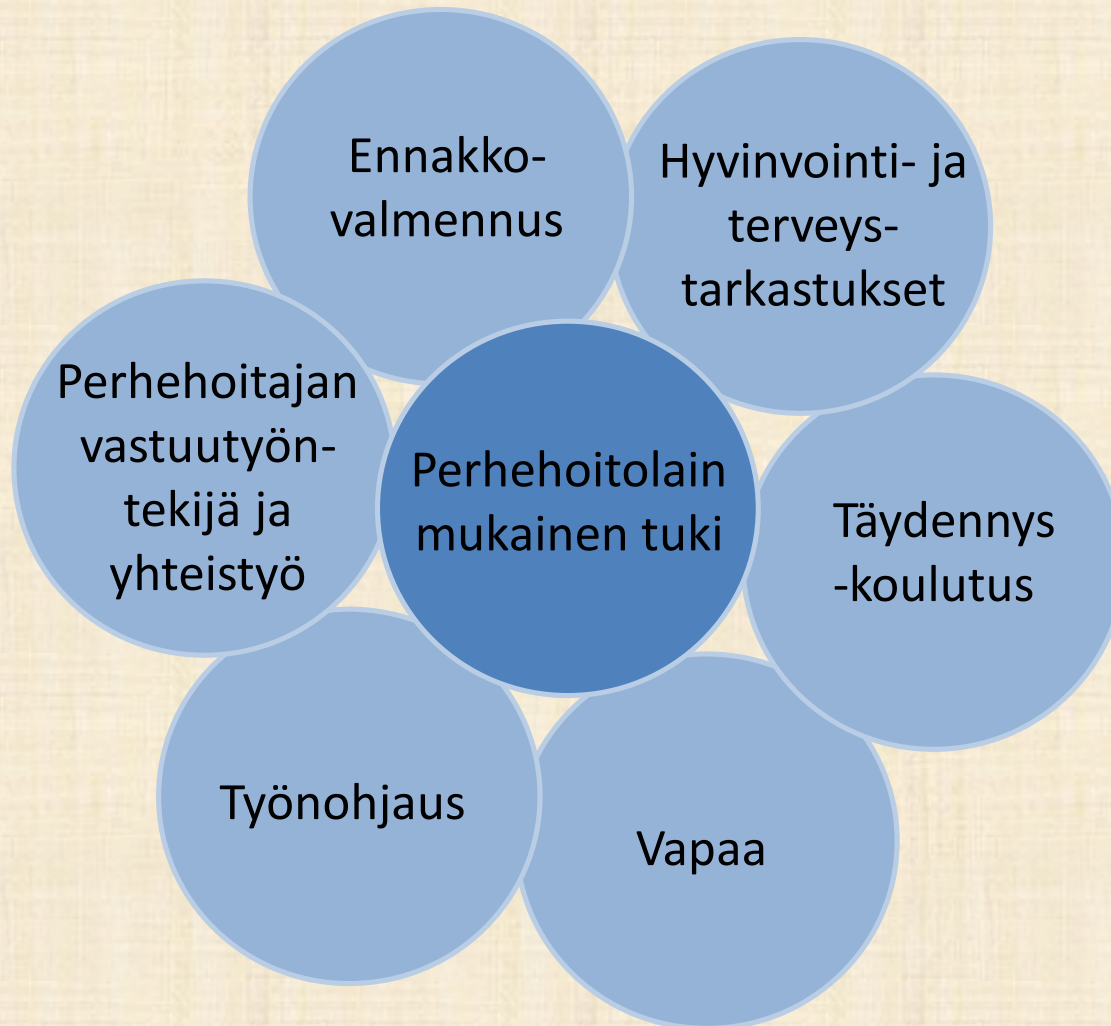 Ennakko-
valmennus
Hyvinvointi- ja
terveys-
tarkastukset
Perhehoitajan
vastuutyön-
tekijä ja
yhteistyö
Perhehoitolain
mukainen tuki
Täydennys
-koulutus
Työnohjaus
Vapaa